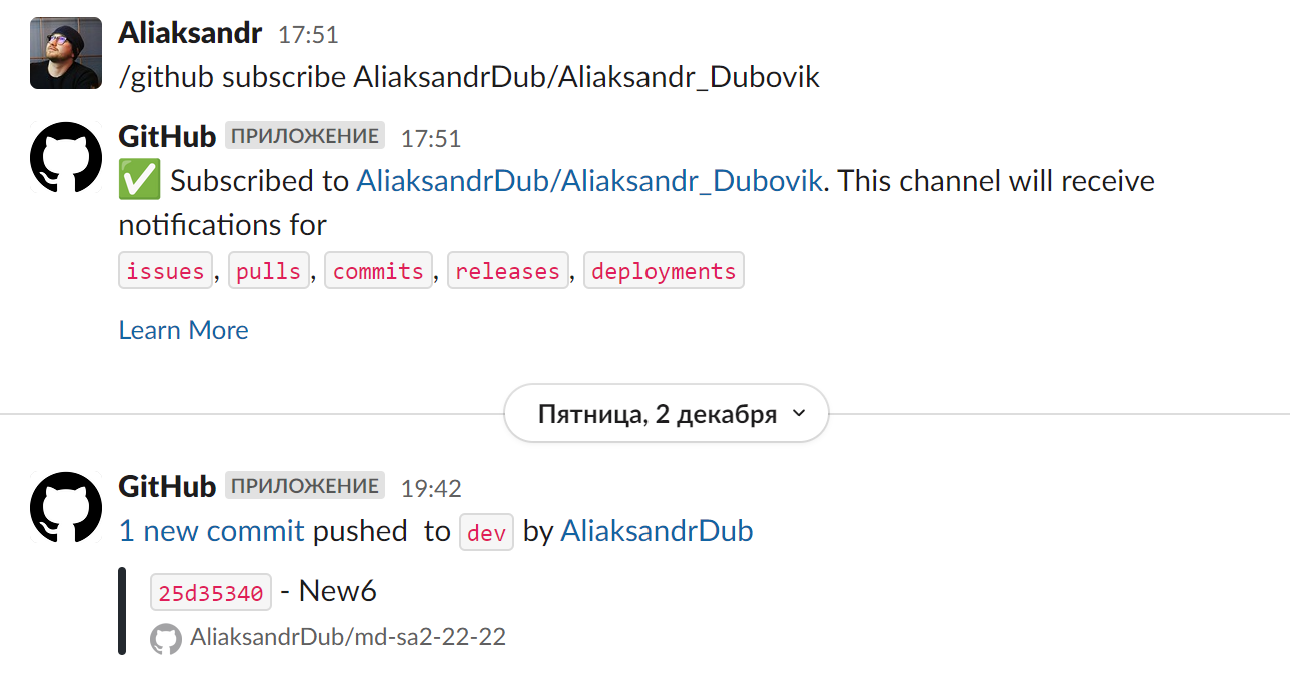 Aliaksandr 17:51
/github subscribe AliaksandrDub/Aliaksandr_Dubovik
GitHub ПРИЛОЖЕНИЕ 17:51
✅ Subscribed to AliaksandrDub/Aliaksandr_Dubovik. This channel will receive
notifications for
issues, pulls, commits, releases, deployments
Learn More
Пятница, 2 декабря
GitHub ПРИЛОЖЕНИЕ 19:42
1 new commit pushed to dev by AliaksandrDub
25d35340 - New6
AliaksandrDub/md-sa2-22-22